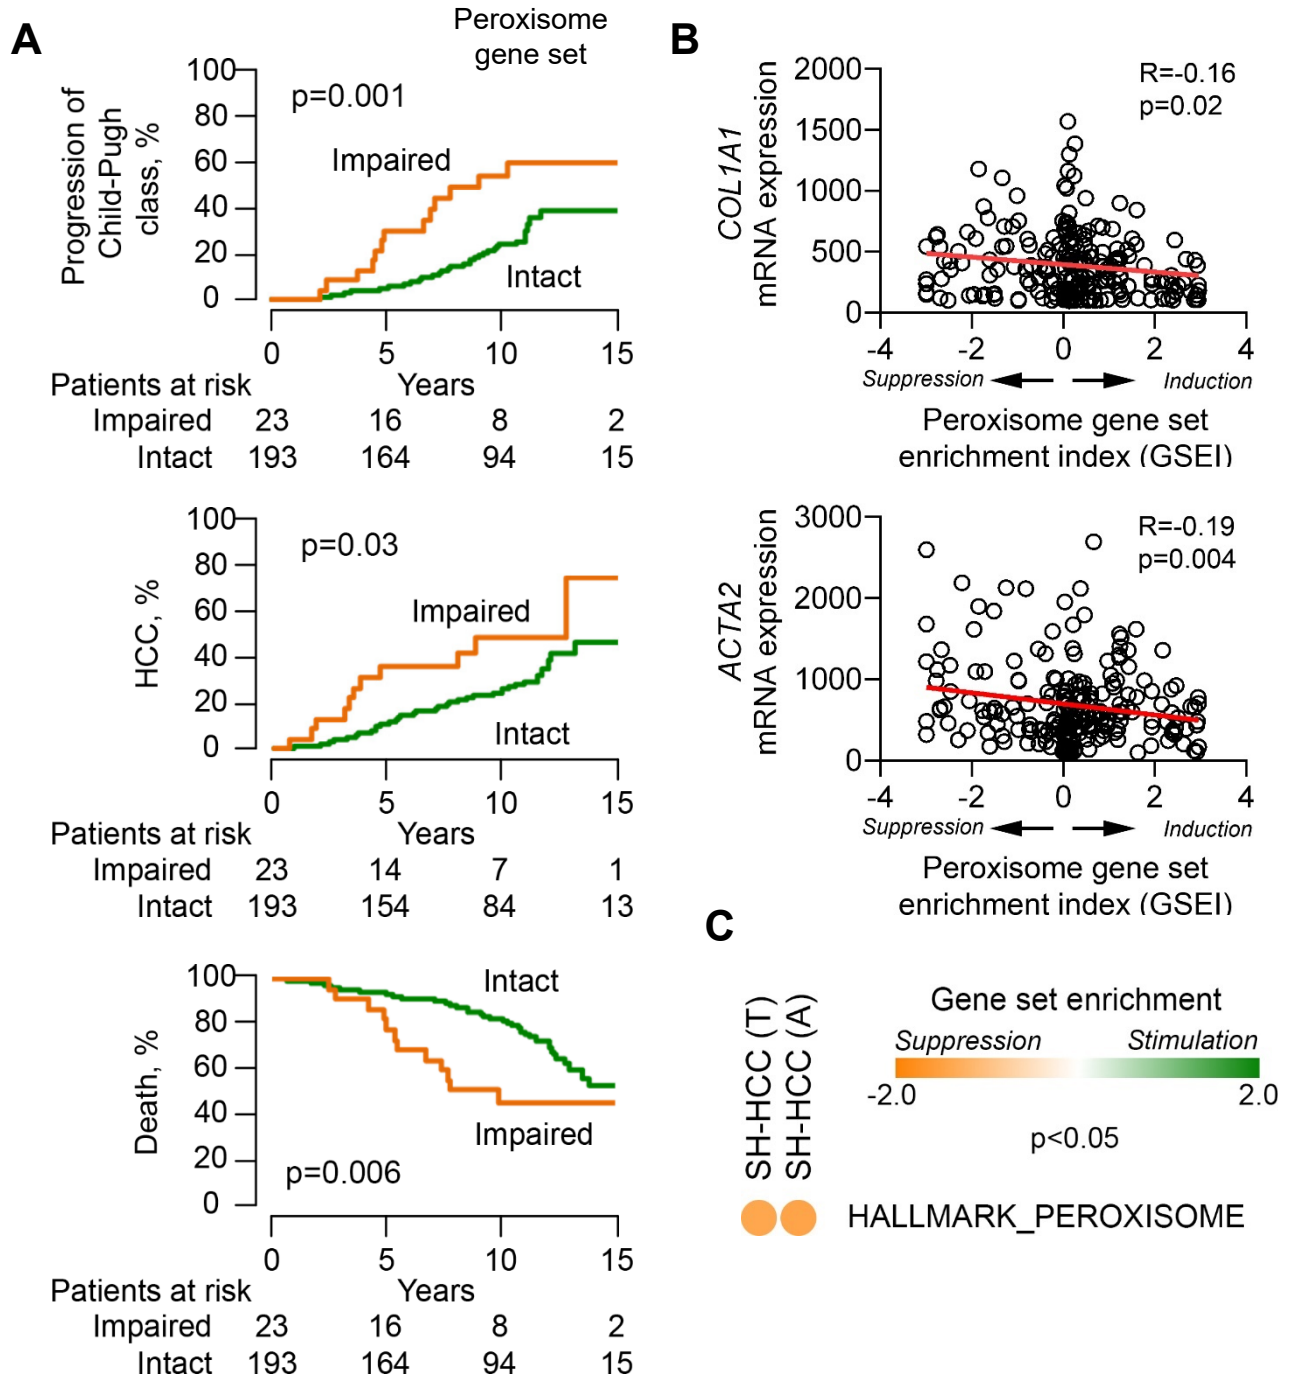 A
Peroxisome
gene set
Progression of
Child-Pugh
class, %
100
80
60
40
20
0
p=0.001
Impaired
Intact
0 5 10 15
Patients at risk Years
Impaired 23 16 8 2
Intact 193 164 94 15
HCC, %
100
80
60
40
20
0
p=0.03
Impaired
Intact
0 5 10 15
Patients at risk Years
Impaired 23 14 7 1
Intact 193 154 84 13
Death, %
100
80
60
40
20
0
Intact
Impaired
p=0.006
0 5 10 15
Patients at risk Years
Impaired 23 16 8 2
Intact 193 164 94 15
B
COL1A1
mRNA expression
2000
1500
1000
500
0
R=-0.16
p=0.02
-4 -2 0 2 4
Suppression Induction
Peroxisome gene set
enrichment index (GSEI)
ACTA2
mRNA expression
3000
2000
1000
0
R=-0.19
p=0.004
-4 -2 0 2 4
Suppression Induction
Peroxisome gene set
enrichment index (GSEI)
C
SH-HCC (T)
SH-HCC (A)
Gene set enrichment
Suppression Stimulation
-2.0 2.0
p<0.05
HALLMARK_PEROXISOME